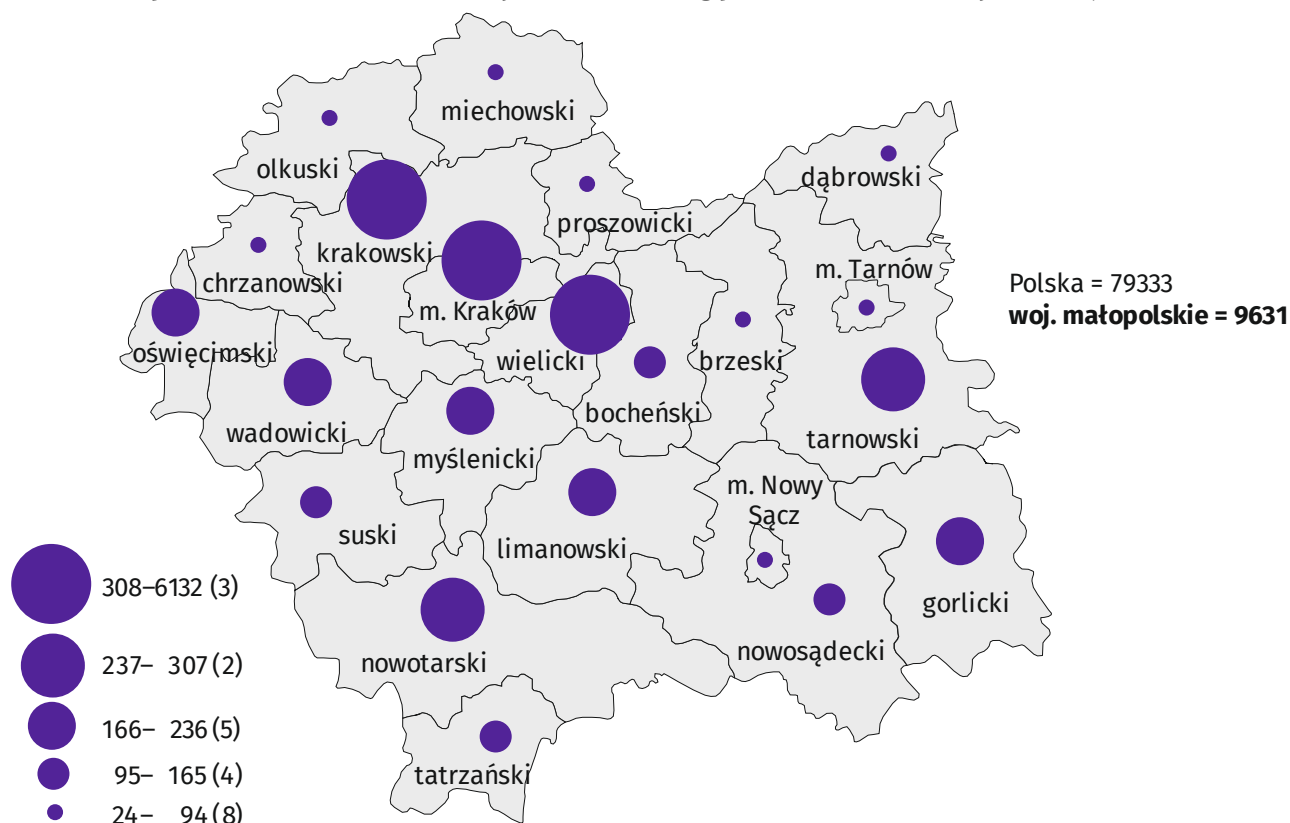 miechowski
olkuski
dąbrowski
proszowicki
krakowski
m. Tarnów
chrzanowski
m. Kraków
Polska = 79333
woj. małopolskie = 9631
oświęcimski
wielicki
brzeski
bocheński
wadowicki
tarnowski
myślenicki
m. Nowy
Sącz
suski
limanowski
308–6132 (3)
gorlicki
nowosądecki
nowotarski
237– 307 (2)
166– 236 (5)
95– 165 (4)
tatrzański
24– 94 (8)